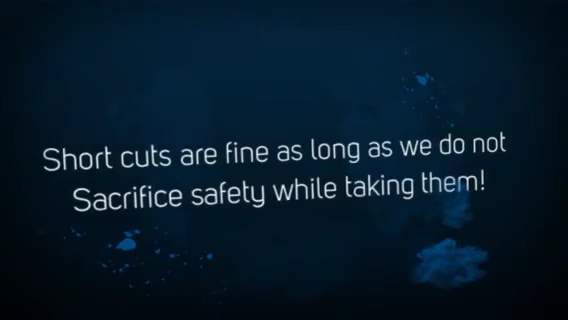 Short cuts are fine as long as we do not
Sacrifice safety while taking them!